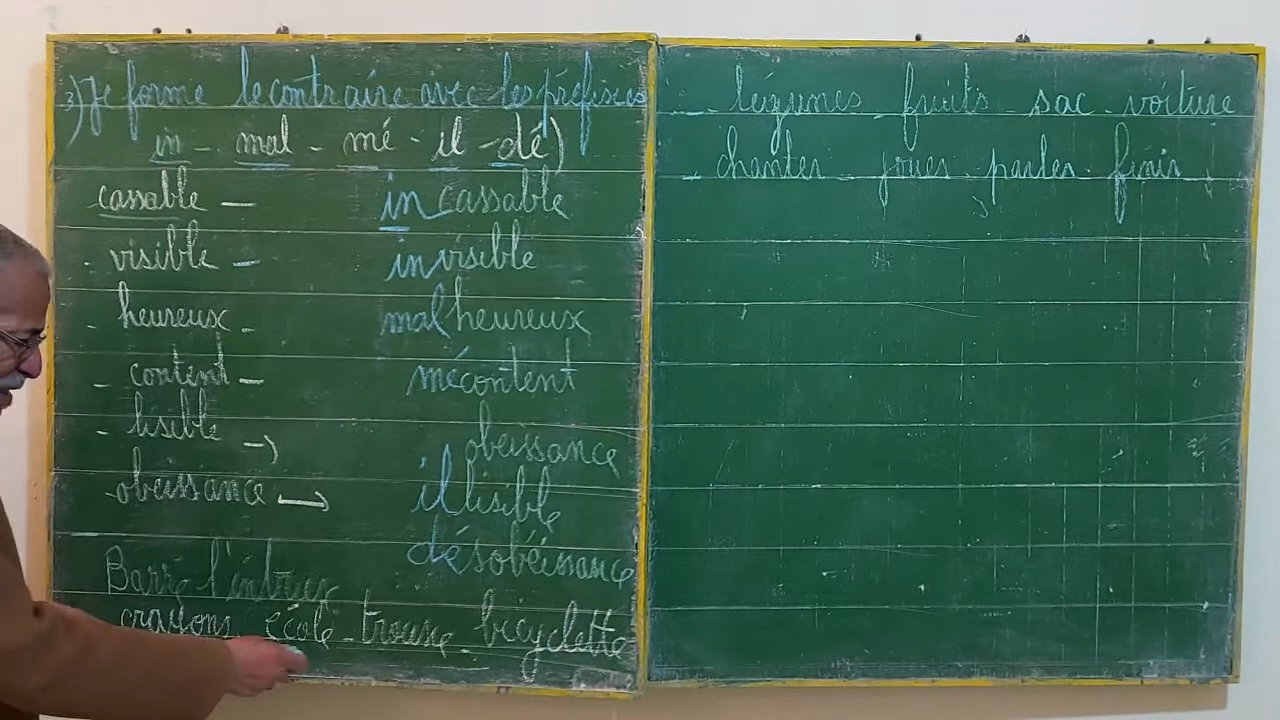 3) Je forme le contraire avec les préfixes
in - mal - mé - il - dé)
cassable - incassable
- visible - invisible
- heureux - malheureux
- content - mécontent
- lisible →
obeissance
- obeissance → illisible
désobéissance
Barre l'intrus
crayons école - trousse - bicyclette
- légumes - fruits - sac - voiture
- chanter - jouer - parler - finir